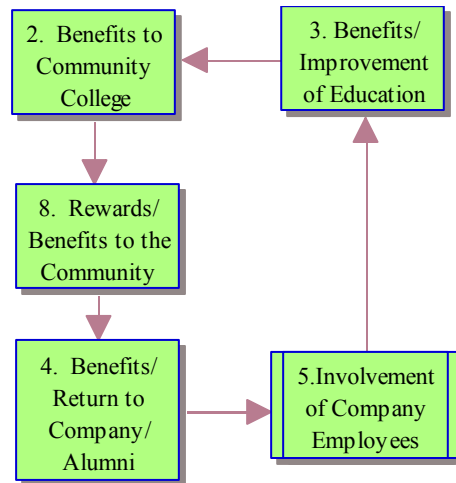 2. Benefits to
Community
College
3. Benefits/
Improvement
of Education
8. Rewards/
Benefits to the
Community
4. Benefits/
Return to
Company/
Alumni
5.Involvement
of Company
Employees